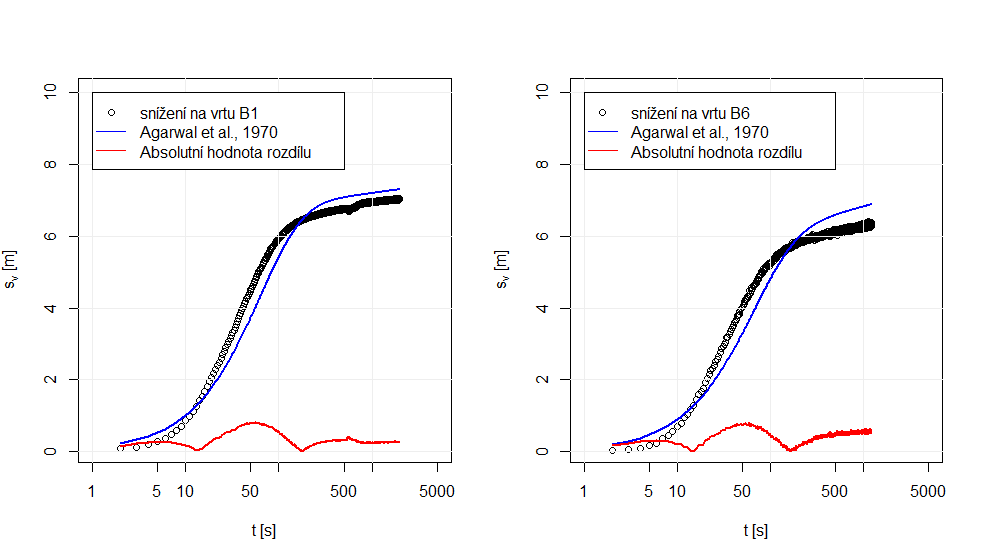 snížení na vrtu B1
Agarwal et al., 1970
Absolutní hodnota rozdílu
10
8
6
4
2
0
sv [m]
1 5 10 50 500 5000
t [s]
snížení na vrtu B6
Agarwal et al., 1970
Absolutní hodnota rozdílu
10
8
6
4
2
0
sv [m]
1 5 10 50 500 5000
t [s]